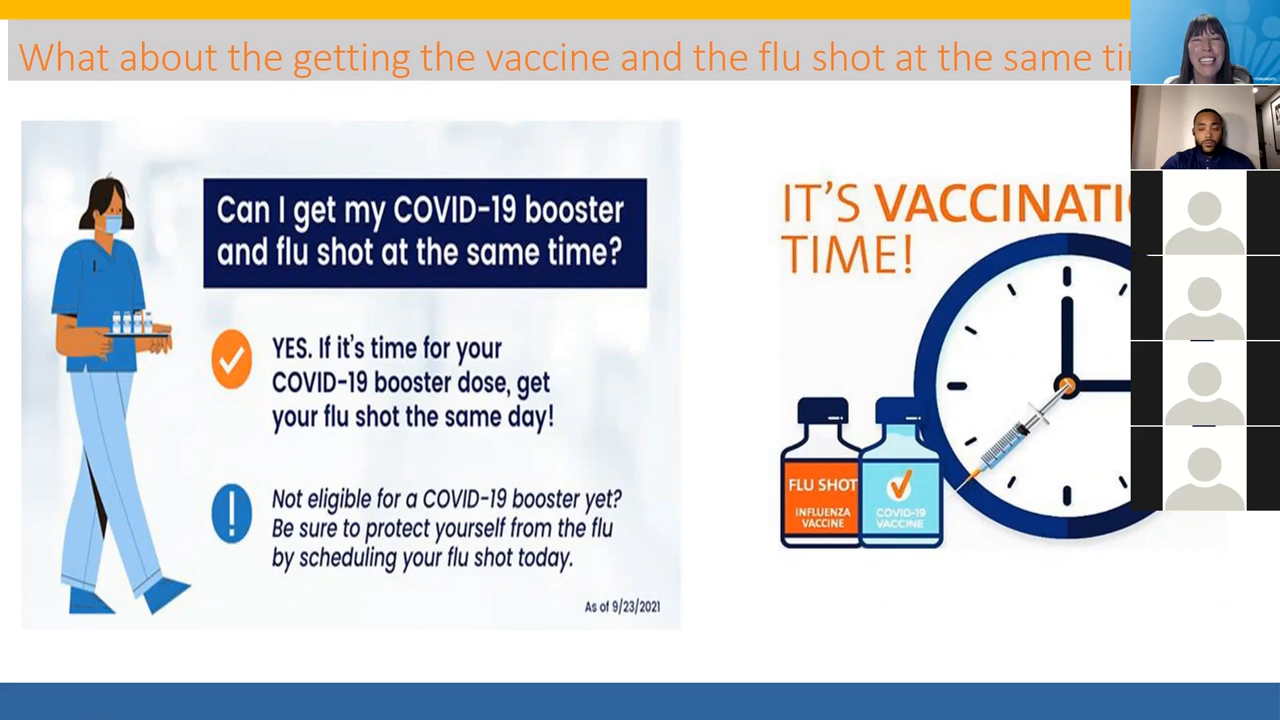 What about the getting the vaccine and the flu shot at the same ti
Can I get my COVID-19 booster
and flu shot at the same time?
YES. If it's time for your
COVID-19 booster dose, get
your flu shot the same day!
Not eligible for a COVID-19 booster yet?
Be sure to protect yourself from the flu
by scheduling your flu shot today.
As of 9/23/2021
IT'S VACCINATI
TIME!
FLU SHOT
INFLUENZA
VACCINE
COVID-19
VACCINE